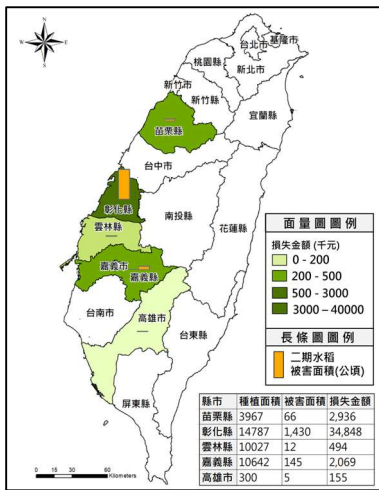 N
台北市
基隆市
桃園縣
新北市
新竹市
新竹縣
宜蘭縣
苗栗縣
台中市
彰化縣
南投縣
花蓮縣
雲林縣
嘉義市
嘉義縣
高雄市
台南市
台東縣
屏東縣
面量圖圖例
損失金額 (千元)
0 - 200
200 - 500
500 - 3000
3000 – 40000
長條圖圖例
二期水稻
被害面積(公頃)
縣市 種植面積 被害面積 損失金額
苗栗縣 3967 66 2,936
彰化縣 14787 1,430 34,848
雲林縣 10027 12 494
嘉義縣 10642 145 2,069
高雄市 300 5 155
0 10 20 40 60
Kilometers